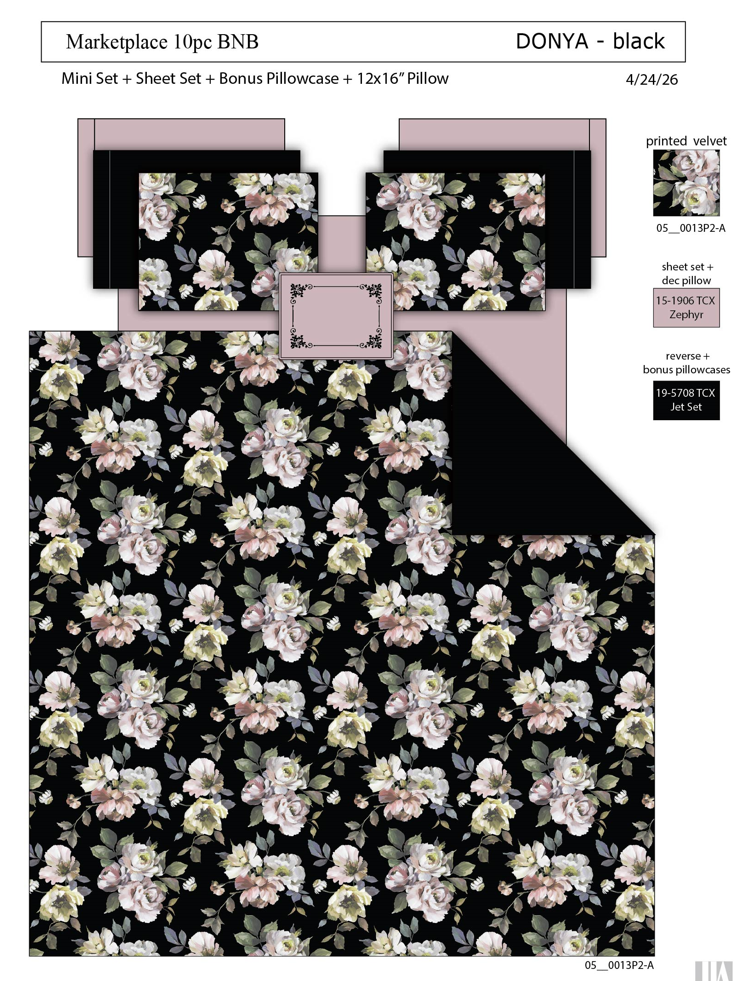 Marketplace 10pc BNB
DONYA - black
Mini Set + Sheet Set + Bonus Pillowcase + 12x16” Pillow
4/24/26
printed velvet
05__0013P2-A
sheet set +
dec pillow
15-1906 TCX
Zephyr
reverse +
bonus pillowcases
19-5708 TCX
Jet Set
05__0013P2-A